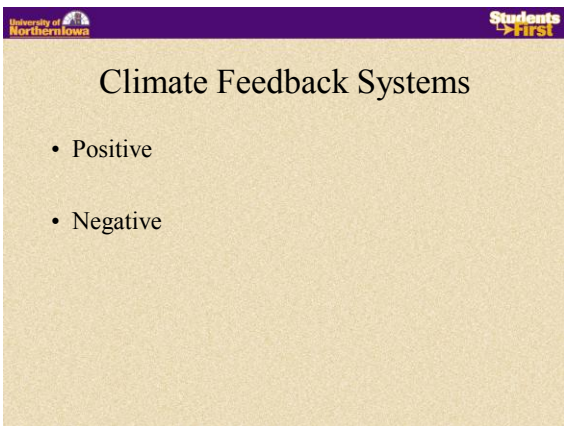 University of
Northern Iowa
Students
First
Climate Feedback Systems
• Positive
• Negative